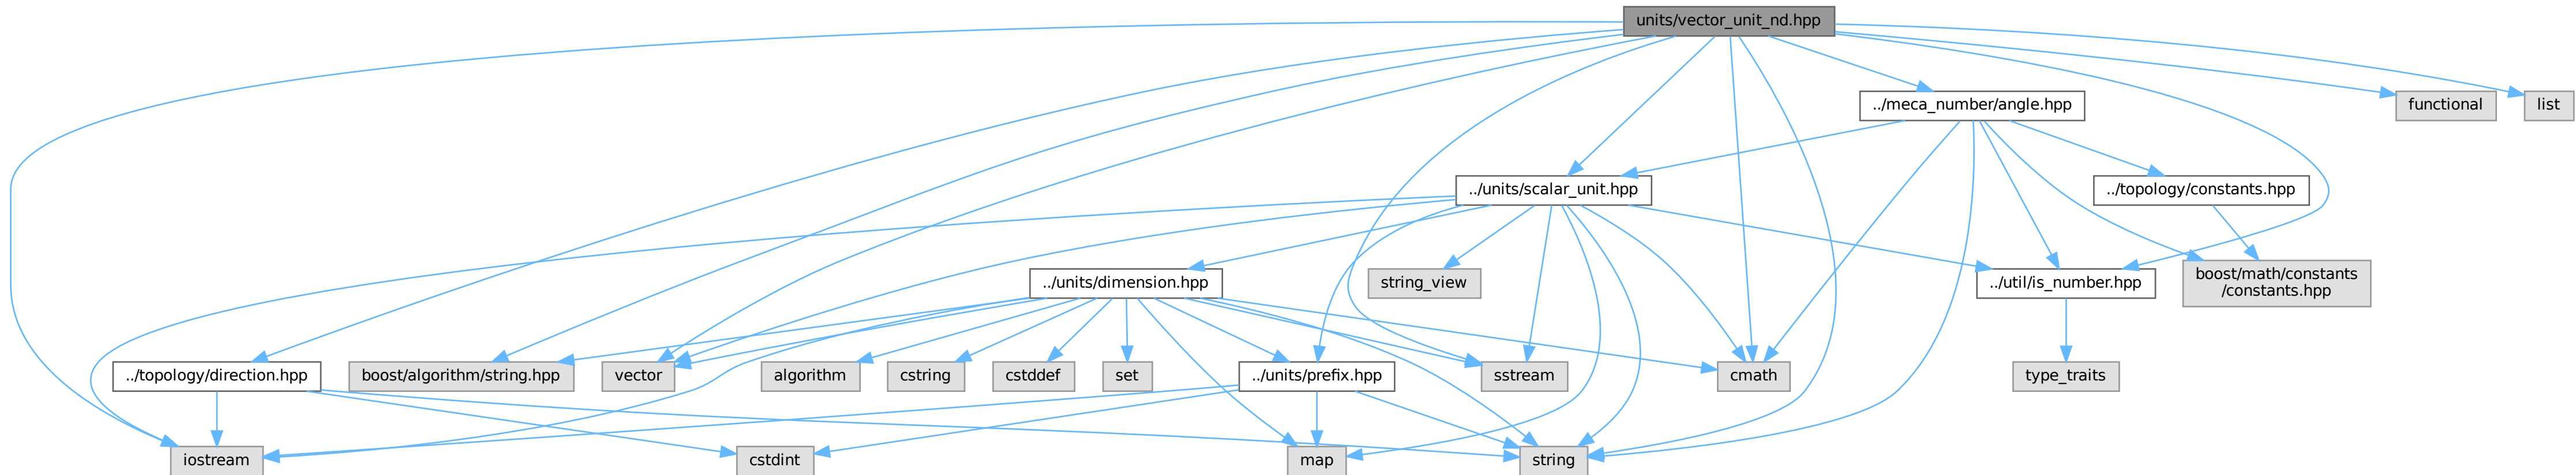 units/vector_unit_nd.hpp
../meca_number/angle.hpp
functional
list
../units/scalar_unit.hpp
../topology/constants.hpp
../units/dimension.hpp
string_view
../util/is_number.hpp
boost/math/constants
/constants.hpp
../topology/direction.hpp
boost/algorithm/string.hpp
vector
algorithm
cstring
cstddef
set
../units/prefix.hpp
sstream
cmath
type_traits
iostream
cstdint
map
string